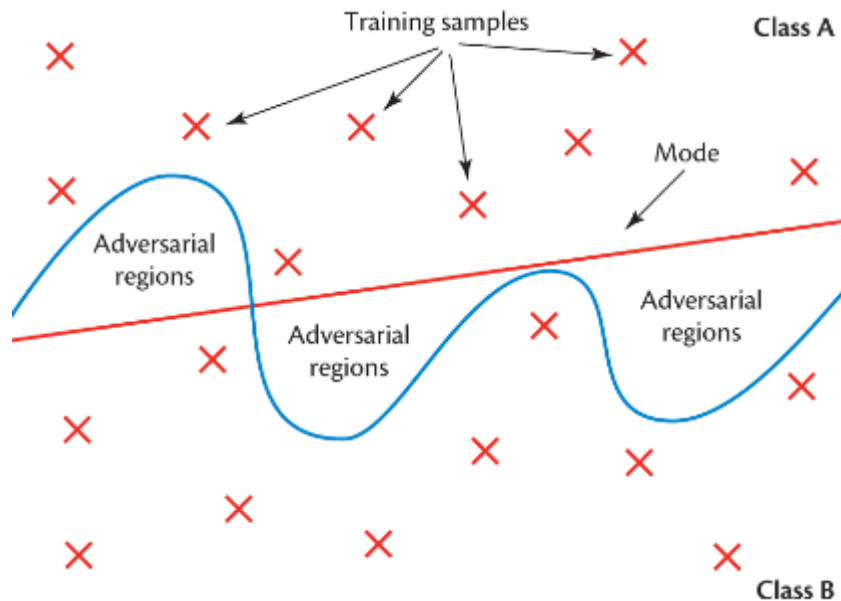 Training samples
Class A
Mode
Adversarial
regions
Adversarial
regions
Adversarial
regions
Class B